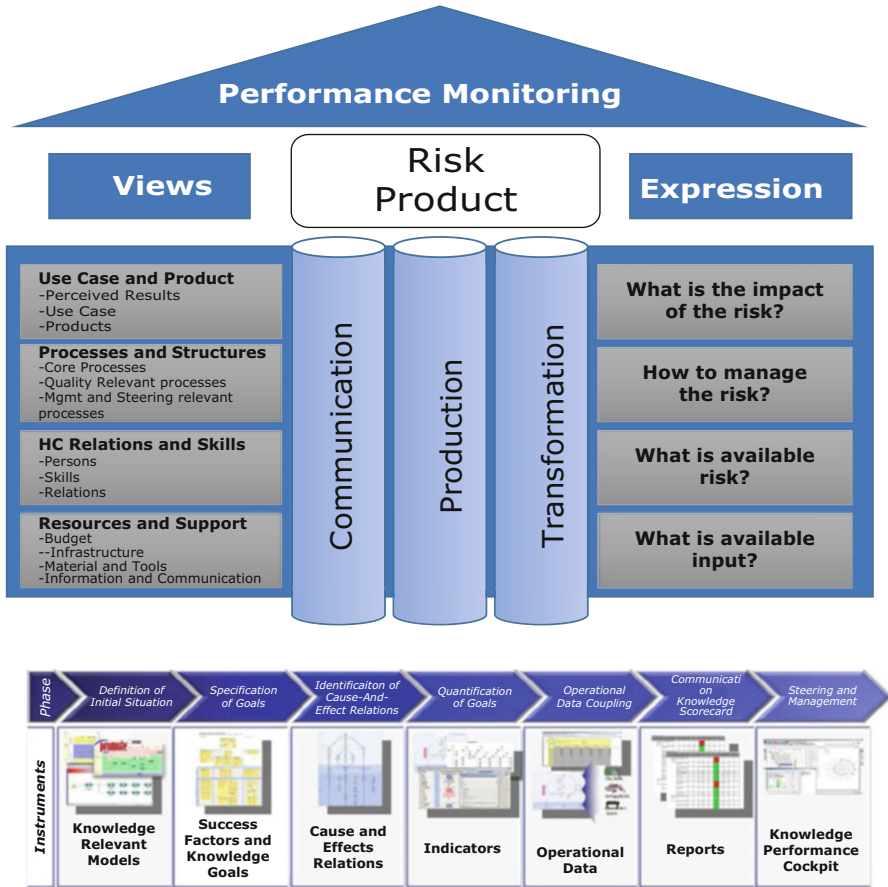 Performance Monitoring
Views
Risk
Product
Expression
Use Case and Product
-Perceived Results
-Use Case
-Products
Processes and Structures
-Core Processes
-Quality Relevant processes
-Mgmt and Steering relevant
processes
HC Relations and Skills
-Persons
-Skills
-Relations
Resources and Support
-Budget
--Infrastructure
-Material and Tools
-Information and Communication
Communication
Production
Transformation
What is the impact
of the risk?
How to manage
the risk?
What is available
risk?
What is available
input?
Phase
Definition of
Initial Situation
Specification
of Goals
Identificaiton of
Cause-And-
Effect Relations
Quantification
of Goals
Operational
Data Coupling
Communicati
on
Knowledge
Scorecard
Steering and
Management
Instruments
Knowledge
Relevant
Models
Success
Factors and
Knowledge
Goals
Cause and
Effects
Relations
Indicators
Operational
Data
Reports
Knowledge
Performance
Cockpit